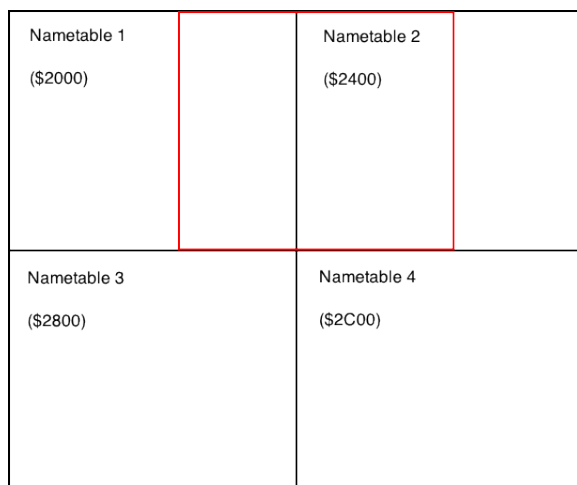 Nametable 1
($2000)
Nametable 2
($2400)
Nametable 3
($2800)
Nametable 4
($2C00)